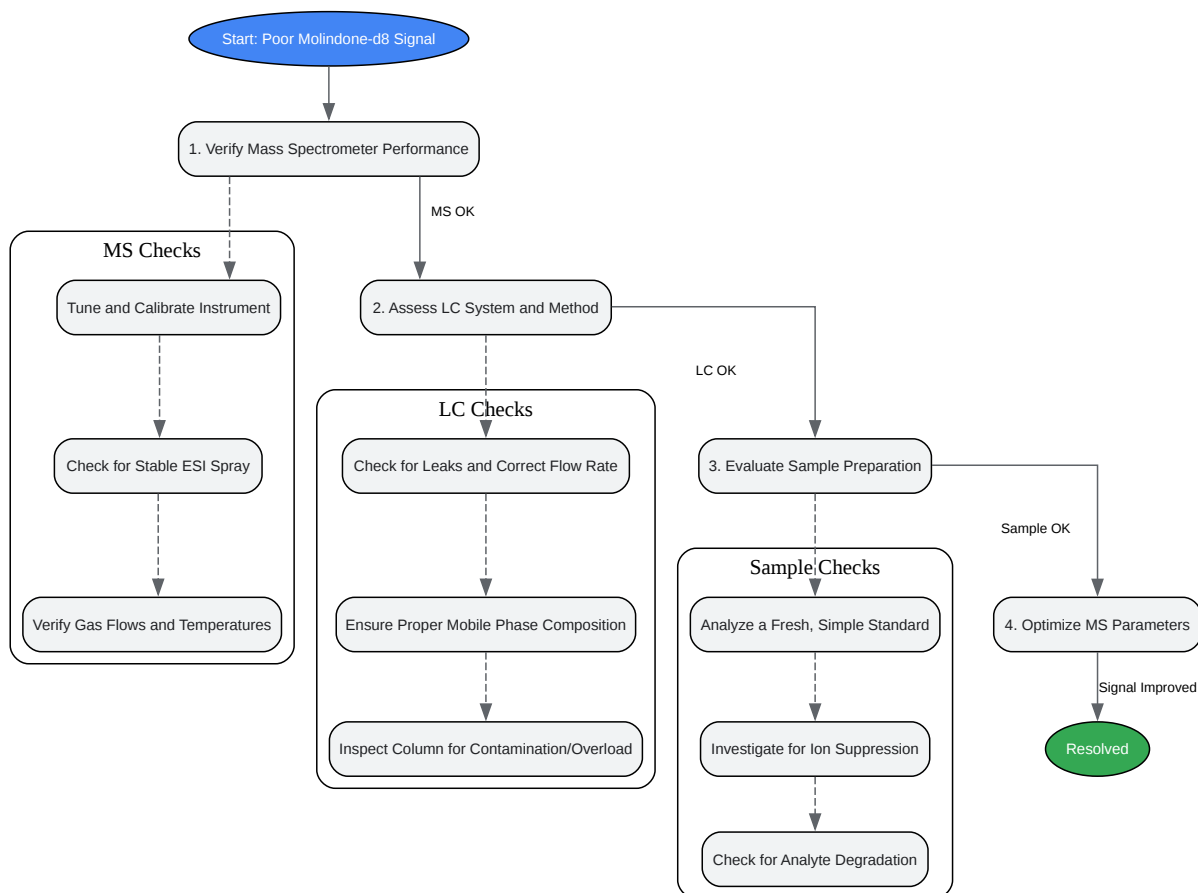 Start: Poor Molindone-d8 Signal
1. Verify Mass Spectrometer Performance
MS OK
MS Checks
Tune and Calibrate Instrument
2. Assess LC System and Method
LC OK
LC Checks
Check for Stable ESI Spray
Check for Leaks and Correct Flow Rate
3. Evaluate Sample Preparation
Sample OK
Sample Checks
Verify Gas Flows and Temperatures
Ensure Proper Mobile Phase Composition
Analyze a Fresh, Simple Standard
4. Optimize MS Parameters
Signal Improved
Inspect Column for Contamination/Overload
Investigate for Ion Suppression
Resolved
Check for Analyte Degradation